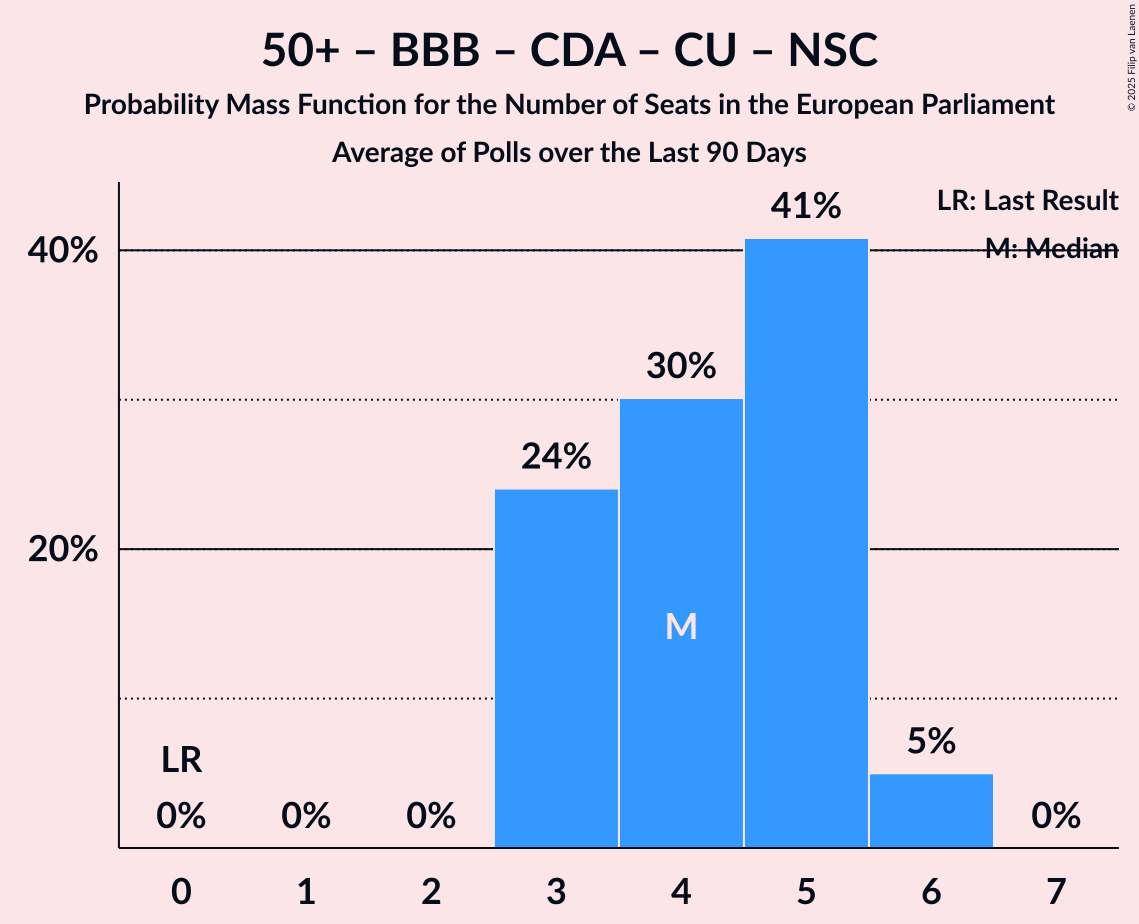 50+ – BBB – CDA – CU – NSC
Probability Mass Function for the Number of Seats in the European Parliament
Average of Polls over the Last 90 Days
© 2025 Filip van Laenen
LR: Last Result
M: Median
41%
40%
30%
24%
20%
M
5%
LR
0% 0% 0% 0%
0 1 2 3 4 5 6 7